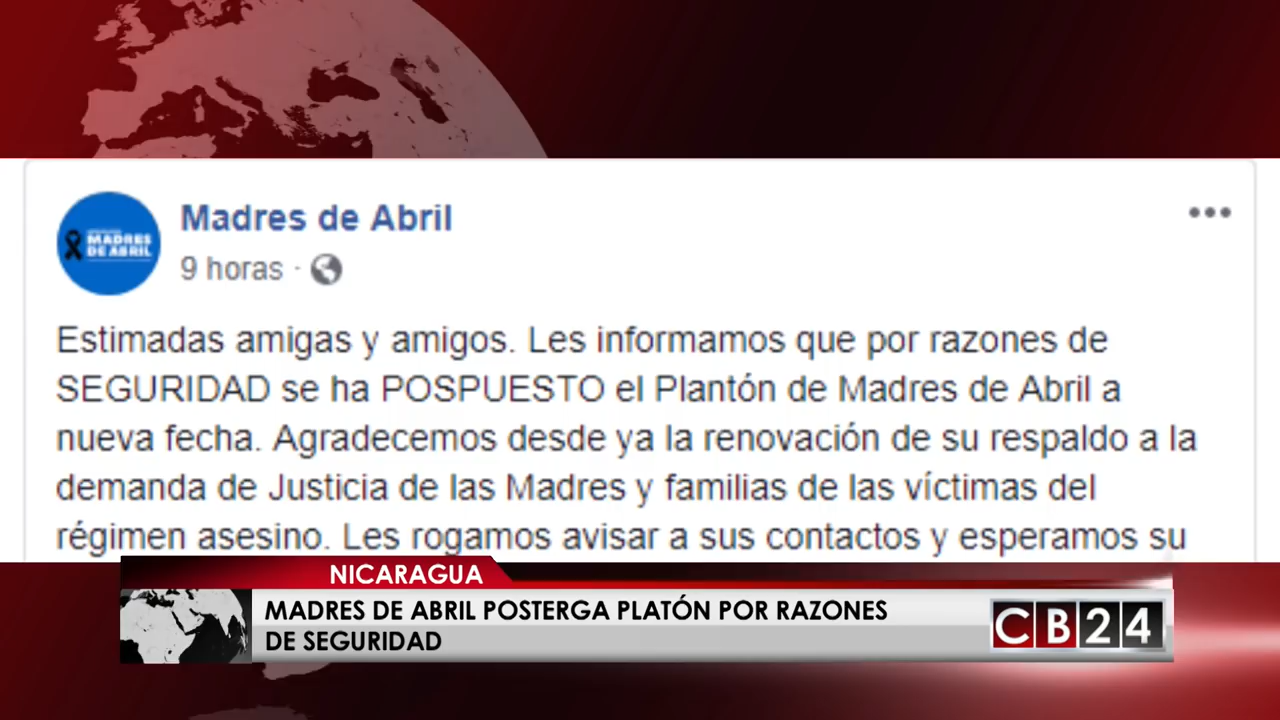 MADRES
DE ABRIL
Madres de Abril
9 horas ·
Estimadas amigas y amigos. Les informamos que por razones de
SEGURIDAD se ha POSPUESTO el Plantón de Madres de Abril a
nueva fecha. Agradecemos desde ya la renovación de su respaldo a la
demanda de Justicia de las Madres y familias de las víctimas del
régimen asesino. Les rogamos avisar a sus contactos y esperamos su
NICARAGUA
MADRES DE ABRIL POSTERGA PLATÓN POR RAZONES
DE SEGURIDAD
CB24